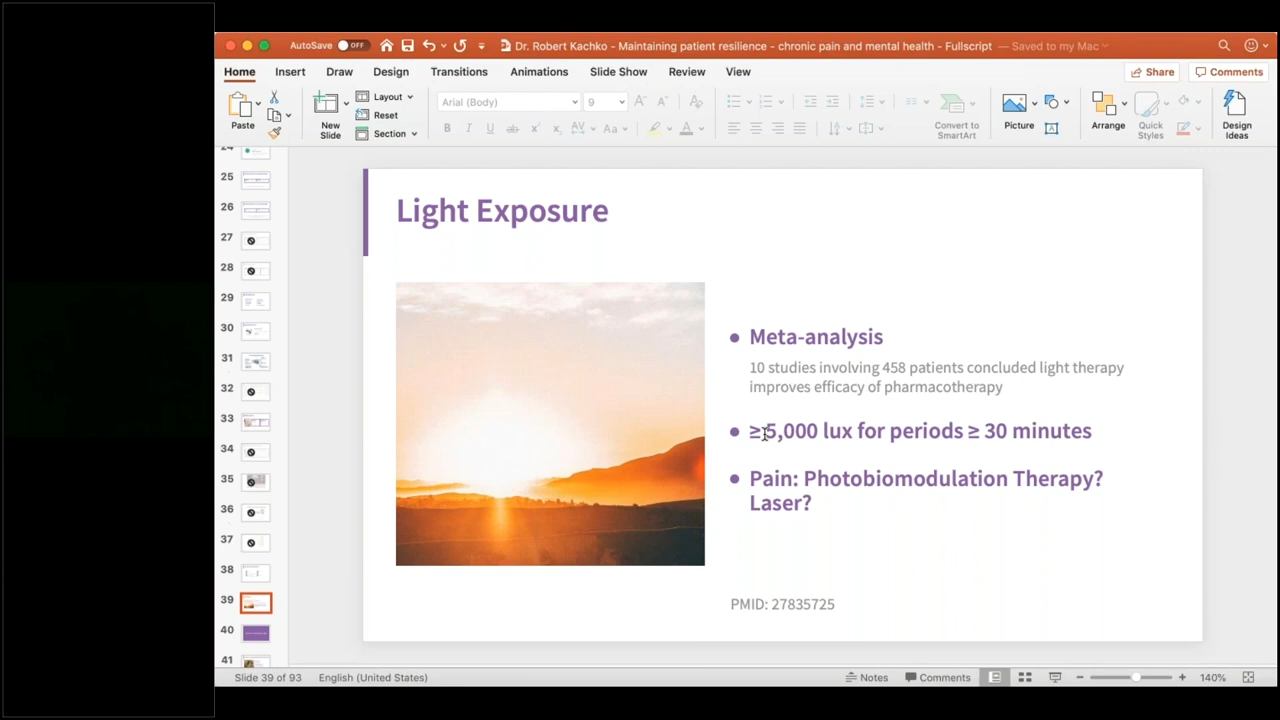 AutoSave OFF
Dr. Robert Kachko - Maintaining patient resilience - chronic pain and mental health - Fullscript — Saved to my Mac
Home Insert Draw Design Transitions Animations Slide Show Review View
Share Comments
Paste
New Slide
Layout
Reset
Section
Arial (Body) 9
Convert to SmartArt
Picture
Arrange
Quick Styles
Design Ideas
24
25
26
27
28
29
30
31
32
33
34
35
36
37
38
39
40
41
Light Exposure
• Meta-analysis
10 studies involving 458 patients concluded light therapy
improves efficacy of pharmacotherapy
• ≥5,000 lux for periods ≥ 30 minutes
• Pain: Photobiomodulation Therapy?
Laser?
PMID: 27835725
Slide 39 of 93 English (United States)
Notes Comments 140%